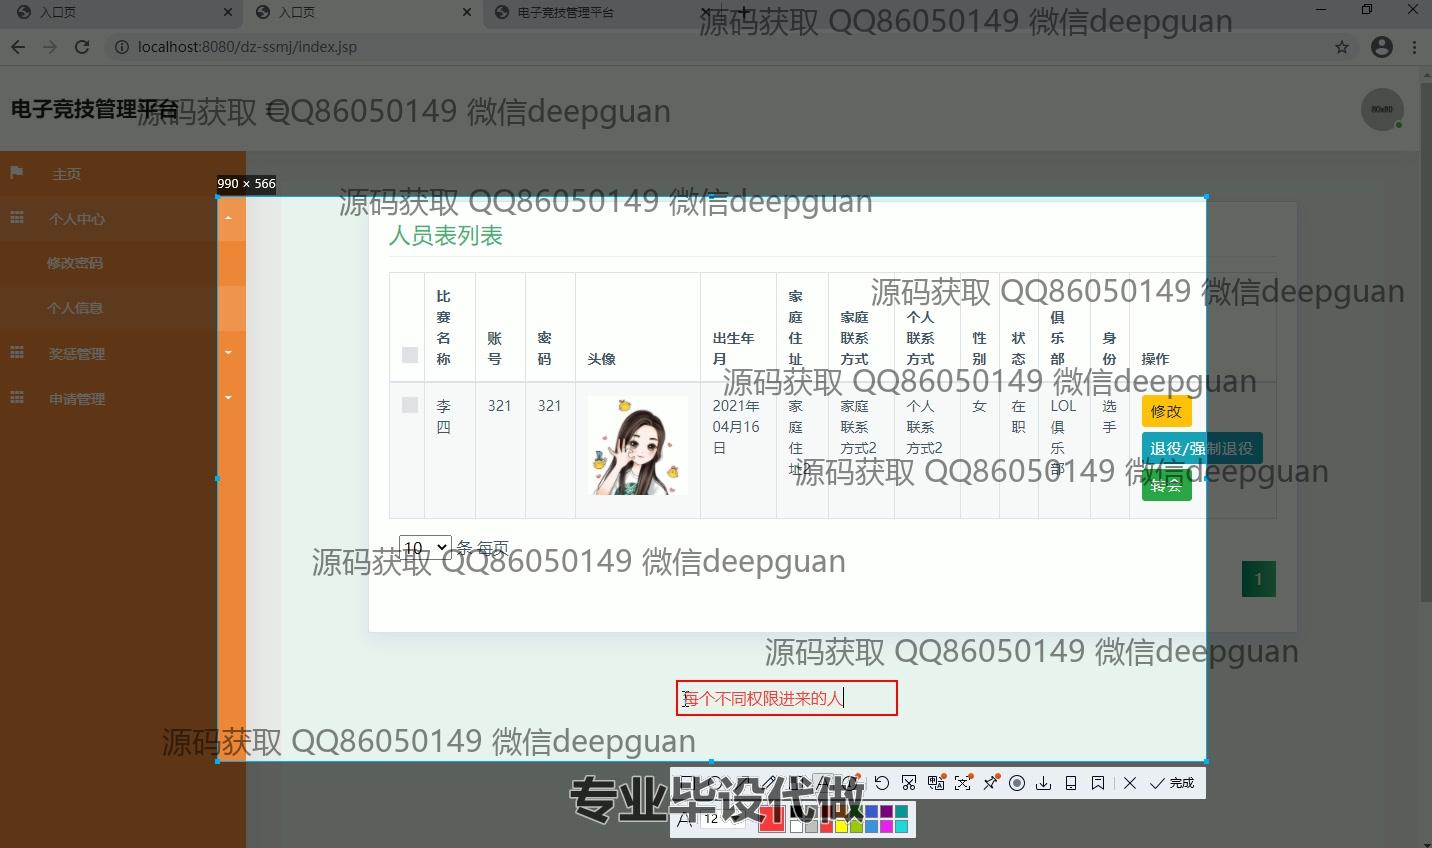 入口页
入口页
电子竞技管理平台
localhost:8080/dz-ssmj/index.jsp
源码获取 QQ86050149 微信deepguan
电子竞技管理平台
源码获取 QQ86050149 微信deepguan
主页
990 × 566
个人中心
源码获取 QQ86050149 微信deepguan
人员表列表
修改密码
个人信息
源码获取 QQ86050149 微信deepguan
比赛名称 账号 密码 头像 出生年月 家庭住址 家庭联系方式 个人联系方式 性别 状态 俱乐部 身份 操作
奖惩管理
源码获取 QQ86050149 微信deepguan
申请管理
李四 321 321 2021年04月16日 家庭住址2 家庭联系方式2 个人联系方式2 女 在职 LOL俱乐部 选手 修改
退役/强制退役
源码获取 QQ86050149 微信deepguan
转会
10 条 每页
源码获取 QQ86050149 微信deepguan
1
源码获取 QQ86050149 微信deepguan
每个不同权限进来的人
源码获取 QQ86050149 微信deepguan
完成
专业毕设代做
12